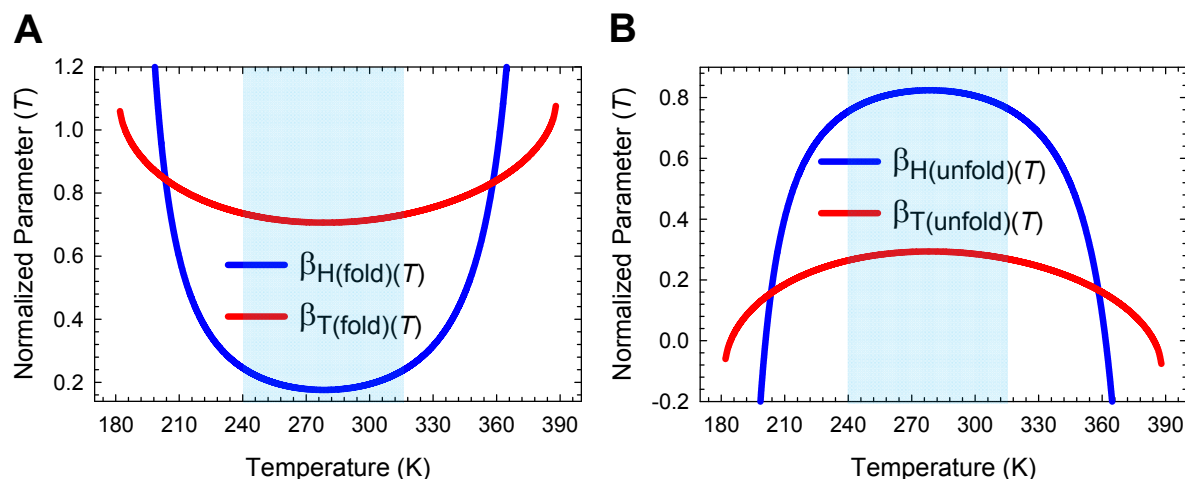 A
Normalized Parameter (T)
1.2
1.0
0.8
0.6
0.4
0.2
βH(fold)(T)
βT(fold)(T)
180 210 240 270 300 330 360 390
Temperature (K)
B
Normalized Parameter (T)
0.8
0.6
0.4
0.2
0.0
-0.2
βH(unfold)(T)
βT(unfold)(T)
180 210 240 270 300 330 360 390
Temperature (K)